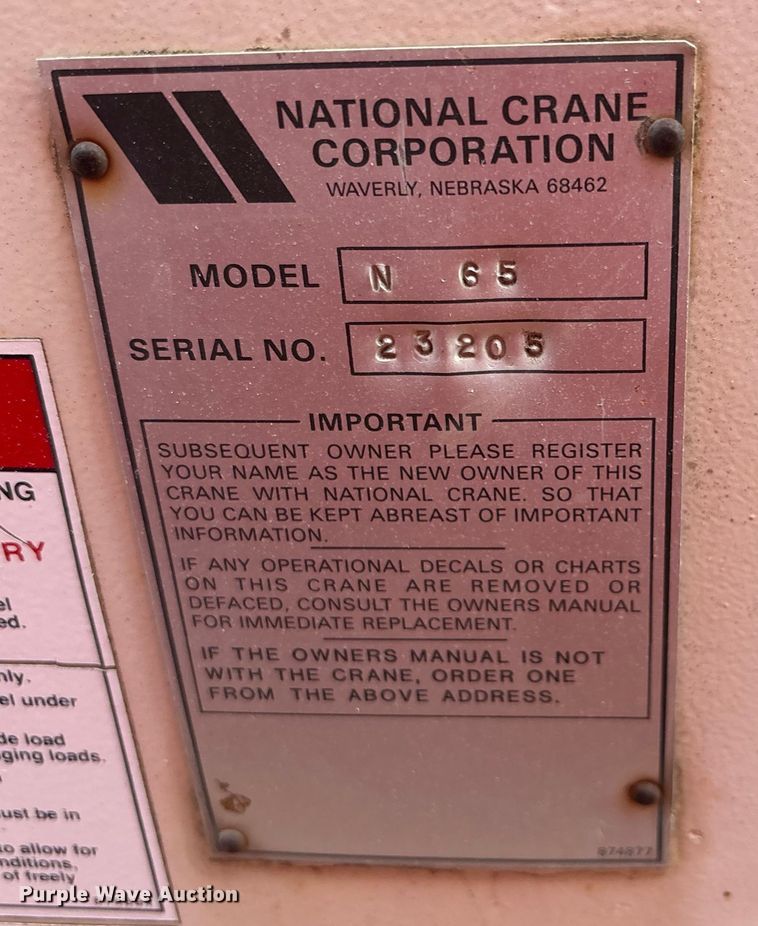 NATIONAL CRANE
CORPORATION
WAVERLY, NEBRASKA 68462
MODEL N 65
SERIAL NO. 23205
IMPORTANT
SUBSEQUENT OWNER PLEASE REGISTER
YOUR NAME AS THE NEW OWNER OF THIS
CRANE WITH NATIONAL CRANE. SO THAT
YOU CAN BE KEPT ABREAST OF IMPORTANT
INFORMATION.
IF ANY OPERATIONAL DECALS OR CHARTS
ON THIS CRANE ARE REMOVED OR
DEFACED, CONSULT THE OWNERS MANUAL
FOR IMMEDIATE REPLACEMENT.
IF THE OWNERS MANUAL IS NOT
WITH THE CRANE, ORDER ONE
FROM THE ABOVE ADDRESS.
874877
NG
RY
el
ed.
nly.
el under
de load
ging loads.
ust be in
to allow for
nditions,
of freely
Purple Wave Auction